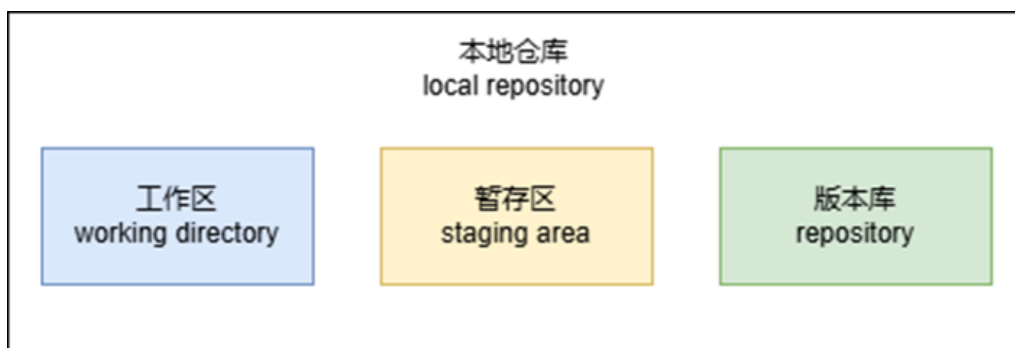 本地仓库
local repository
工作区
working directory
暂存区
staging area
版本库
repository